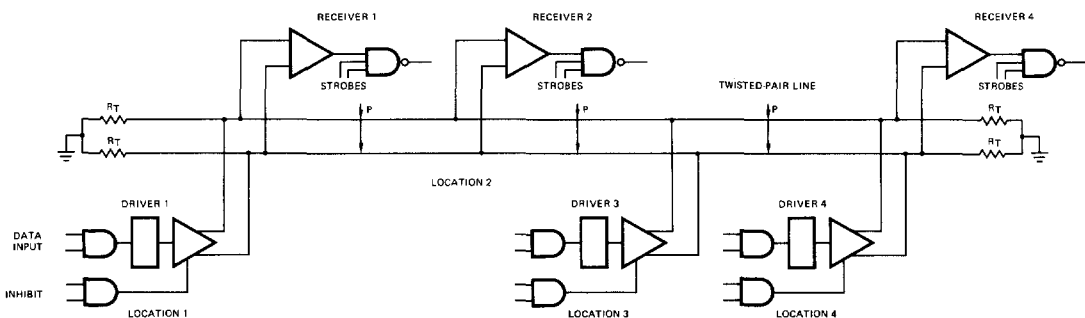 RECEIVER 1
RECEIVER 2
RECEIVER 4
STROBES
STROBES
TWISTED-PAIR LINE
STROBES
RT
P
P
P
RT
RT
RT
LOCATION 2
DRIVER 1
DRIVER 3
DRIVER 4
DATA
INPUT
INHIBIT
LOCATION 1
LOCATION 3
LOCATION 4